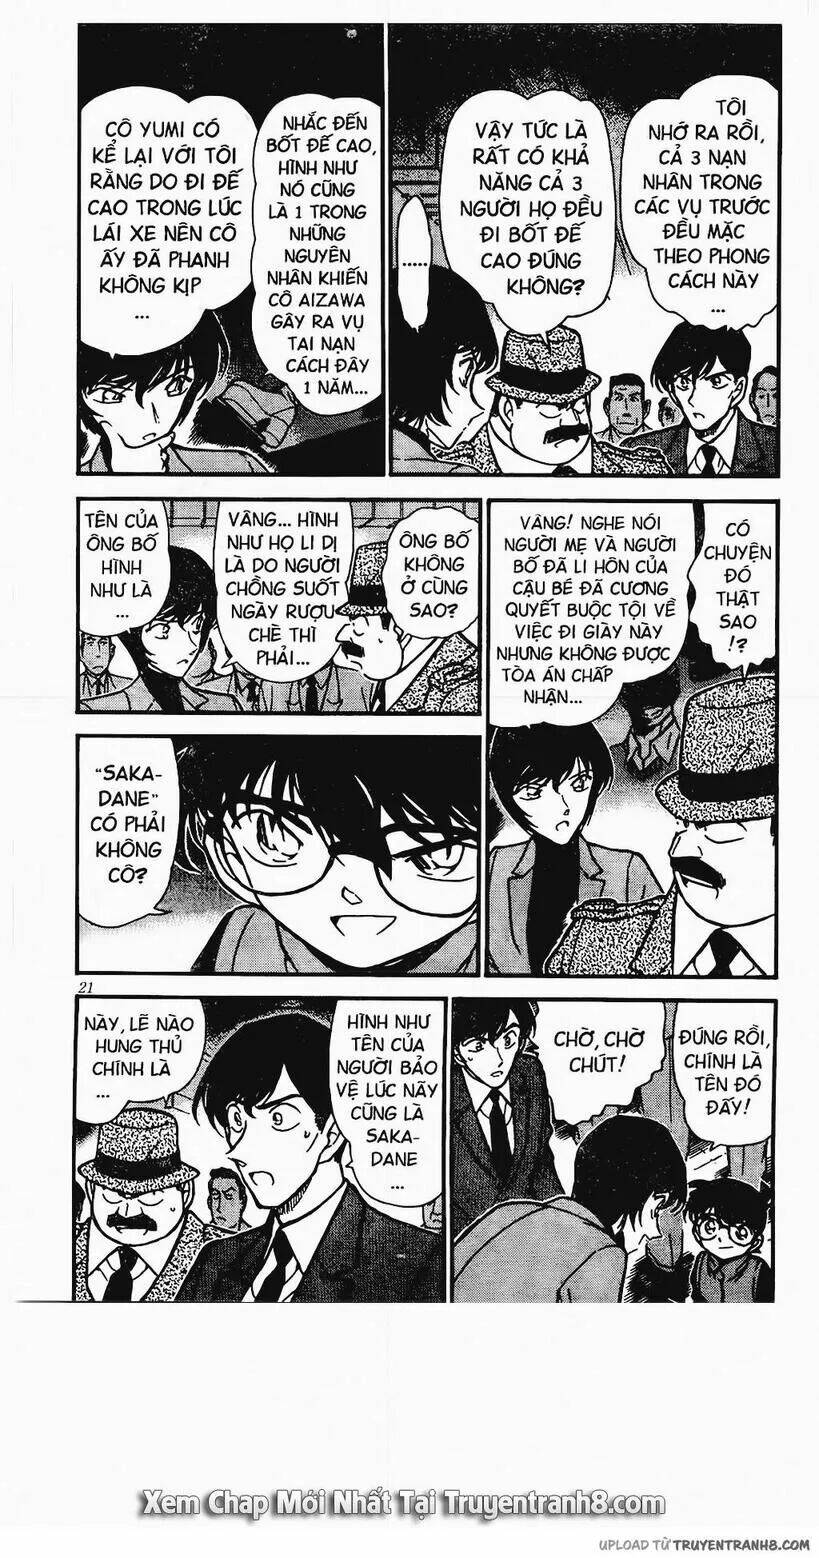 TÔI
NHỚ RA RỒI,
CẢ 3 NẠN
NHÂN TRONG
CÁC VỤ TRƯỚC
ĐỀU MẶC
THEO PHONG
CÁCH NÀY
...
VẬY TỨC LÀ
RẤT CÓ KHẢ
NĂNG CẢ 3
NGƯỜI HỌ ĐỀU
ĐI BỐT ĐẾ
CAO ĐÚNG
KHÔNG?
......
NHẮC ĐẾN
BỐT ĐẾ CAO,
HÌNH NHƯ
NÓ CŨNG
LÀ 1 TRONG
NHỮNG
NGUYÊN
NHÂN KHIẾN
CÔ AIZAWA
GÂY RA VỤ
TAI NẠN
CÁCH ĐÂY
1 NĂM...
CÔ YUMI CÓ
KỂ LẠI VỚI TÔI
RẰNG DO ĐI ĐẾ
CAO TRONG LÚC
LÁI XE NÊN CÔ
ẤY ĐÃ PHANH
KHÔNG KỊP
...
CÓ
CHUYỆN
ĐÓ
THẬT
SAO
!?
VÂNG! NGHE NÓI
NGƯỜI MẸ VÀ NGƯỜI
BỐ ĐÃ LI HÔN CỦA
CẬU BÉ ĐÃ CƯƠNG
QUYẾT BUỘC TỘI VỀ
VIỆC ĐI GIÀY NÀY
NHƯNG KHÔNG ĐƯỢC
TÒA ÁN CHẤP
NHẬN...
ÔNG BỐ
KHÔNG
Ở CÙNG
SAO?
VÂNG... HÌNH
NHƯ HỌ LI DỊ
LÀ DO NGƯỜI
CHỒNG SUỐT
NGÀY RƯỢU
CHÈ THÌ
PHẢI...
TÊN CỦA
ÔNG BỐ
HÌNH
NHƯ LÀ
...
"SAKA-
DANE"
CÓ PHẢI
KHÔNG
CÔ?
21
ĐÚNG RỒI,
CHÍNH LÀ
TÊN ĐÓ
ĐẤY!
CHỜ, CHỜ
CHÚT!
HÌNH NHƯ
TÊN CỦA
NGƯỜI BẢO
VỆ LÚC NÃY
CŨNG LÀ
SAKA-
DANE
...
NÀY, LẼ NÀO
HUNG THỦ
CHÍNH LÀ
...
Xem Chap Mới Nhất Tại Truyentranh8.com
UPLOAD TỪ TRUYENTRANH8.COM